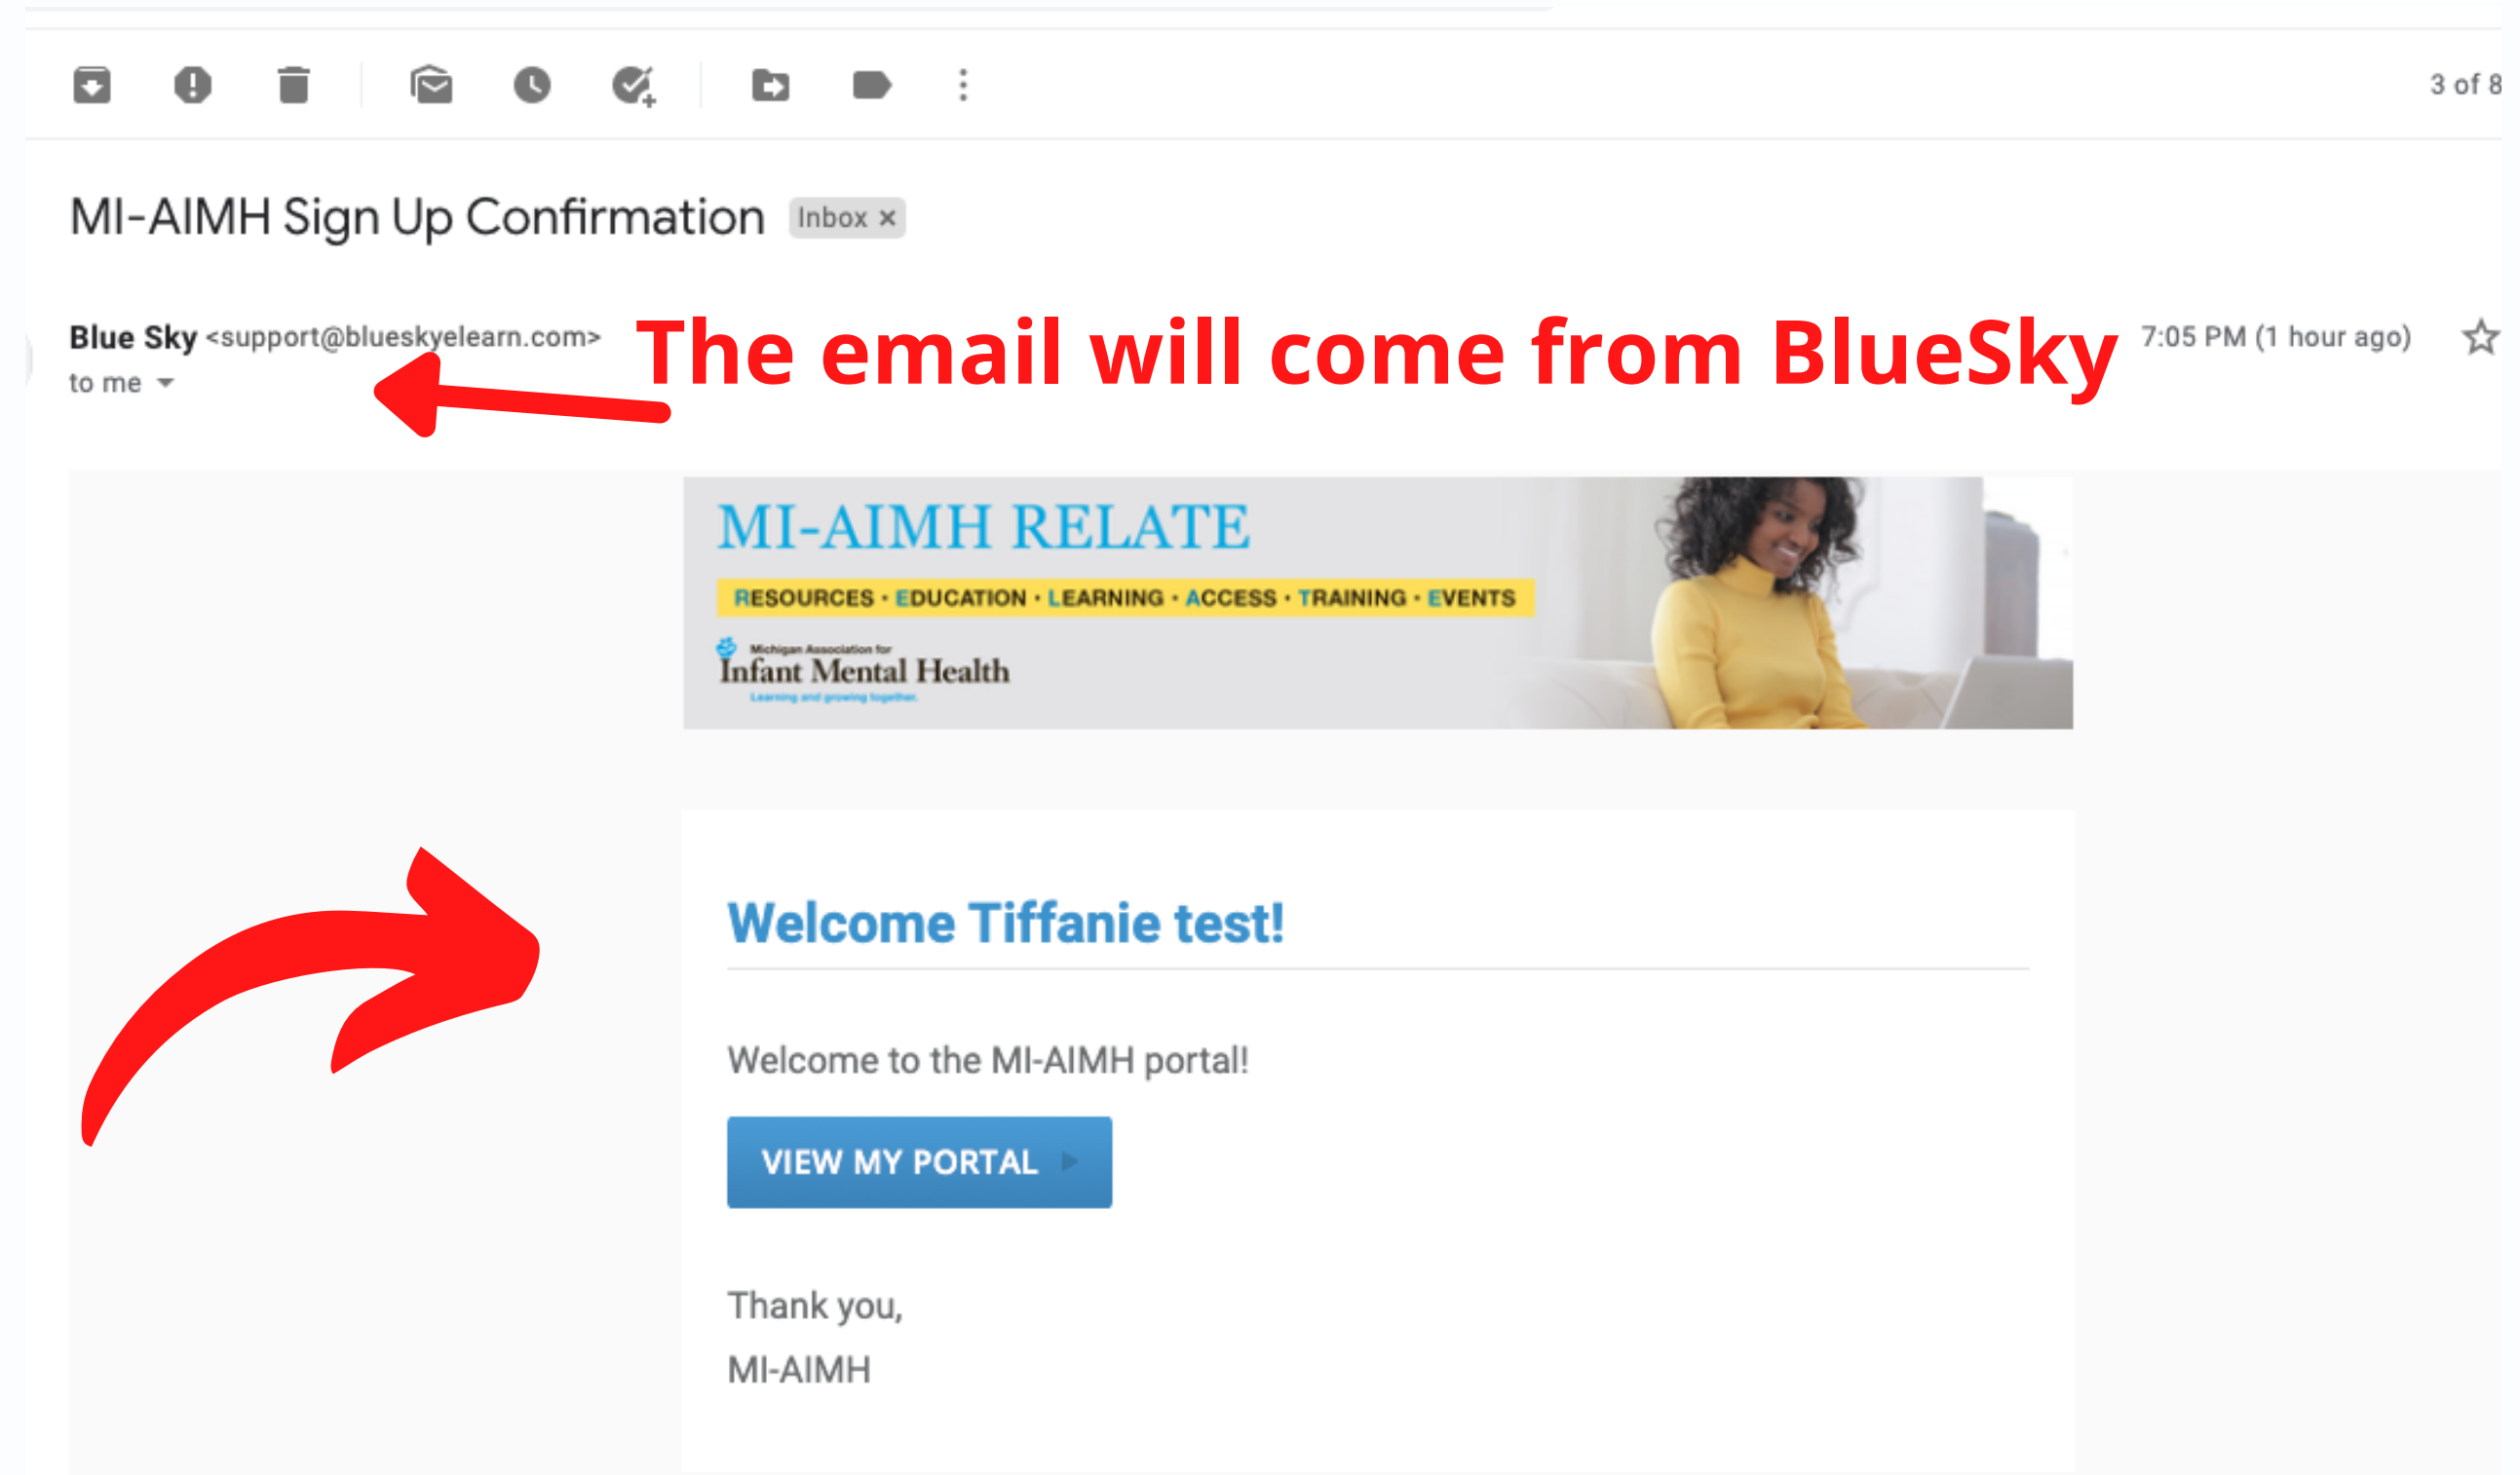 3 of 8
MI-AIMH Sign Up Confirmation Inbox ×
Blue Sky <support@blueskyelearn.com> The email will come from BlueSky 7:05 PM (1 hour ago)
to me
MI-AIMH RELATE
RESOURCES · EDUCATION · LEARNING · ACCESS · TRAINING · EVENTS
Michigan Association for
Infant Mental Health
Learning and growing together.
Welcome Tiffanie test!
Welcome to the MI-AIMH portal!
VIEW MY PORTAL
Thank you,
MI-AIMH